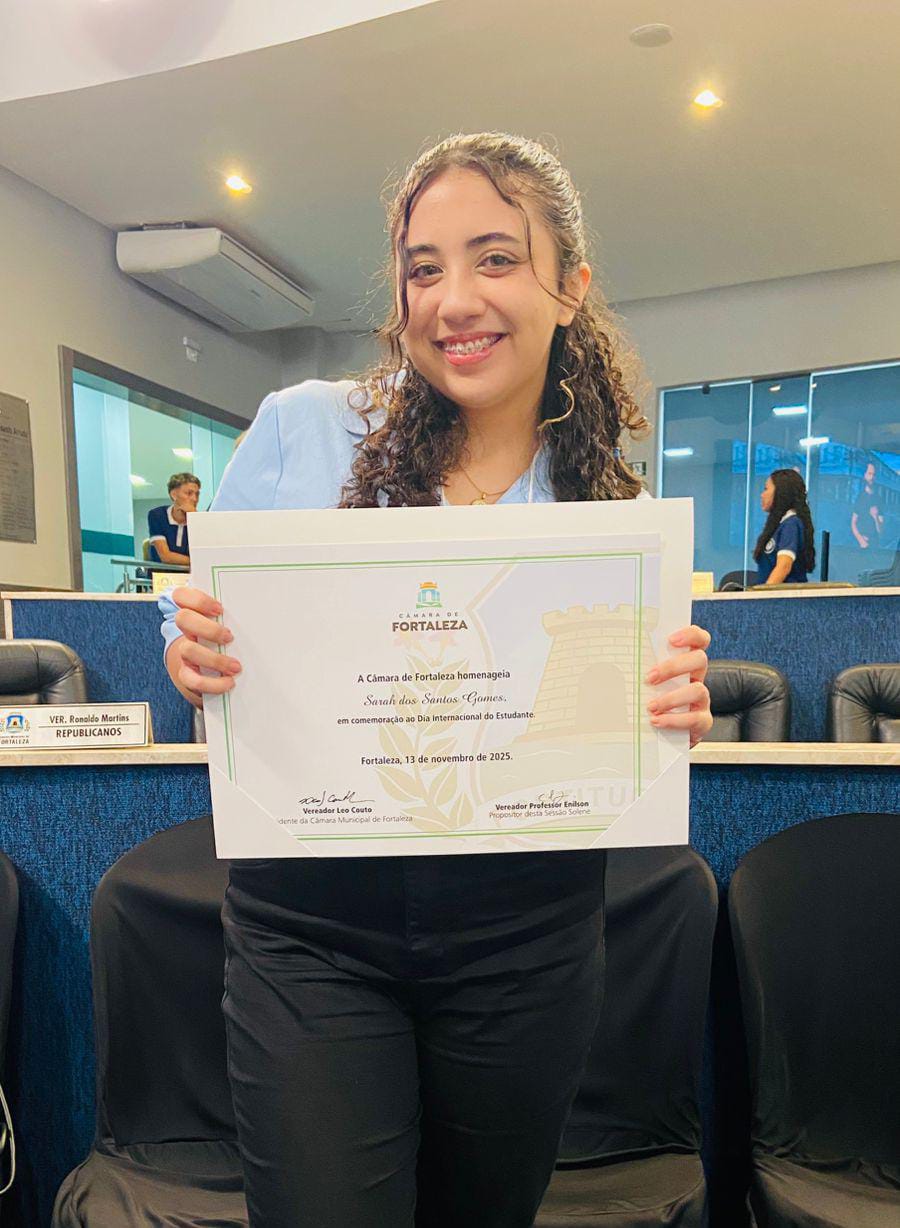 CÂMARA DE
FORTALEZA
A Câmara de Fortaleza homenageia
Sarah dos Santos Gomes,
em comemoração ao Dia Internacional do Estudante.
Fortaleza, 13 de novembro de 2025.
Vereador Leo Couto
idente da Câmara Municipal de Fortaleza
Vereador Professor Enilson
Propositor desta Sessão Solene
VER. Ronaldo Martins
REPUBLICANOS
FORTALEZA